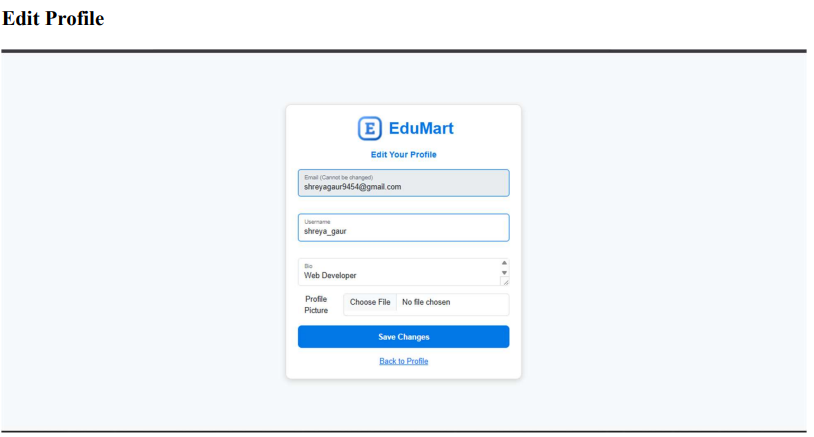 Edit Profile
E EduMart
Edit Your Profile
Email (Cannot be changed)
shreyagaur9454@gmail.com
Username
shreya_gaur
Bio
Web Developer
Profile
Picture
Choose File No file chosen
Save Changes
Back to Profile